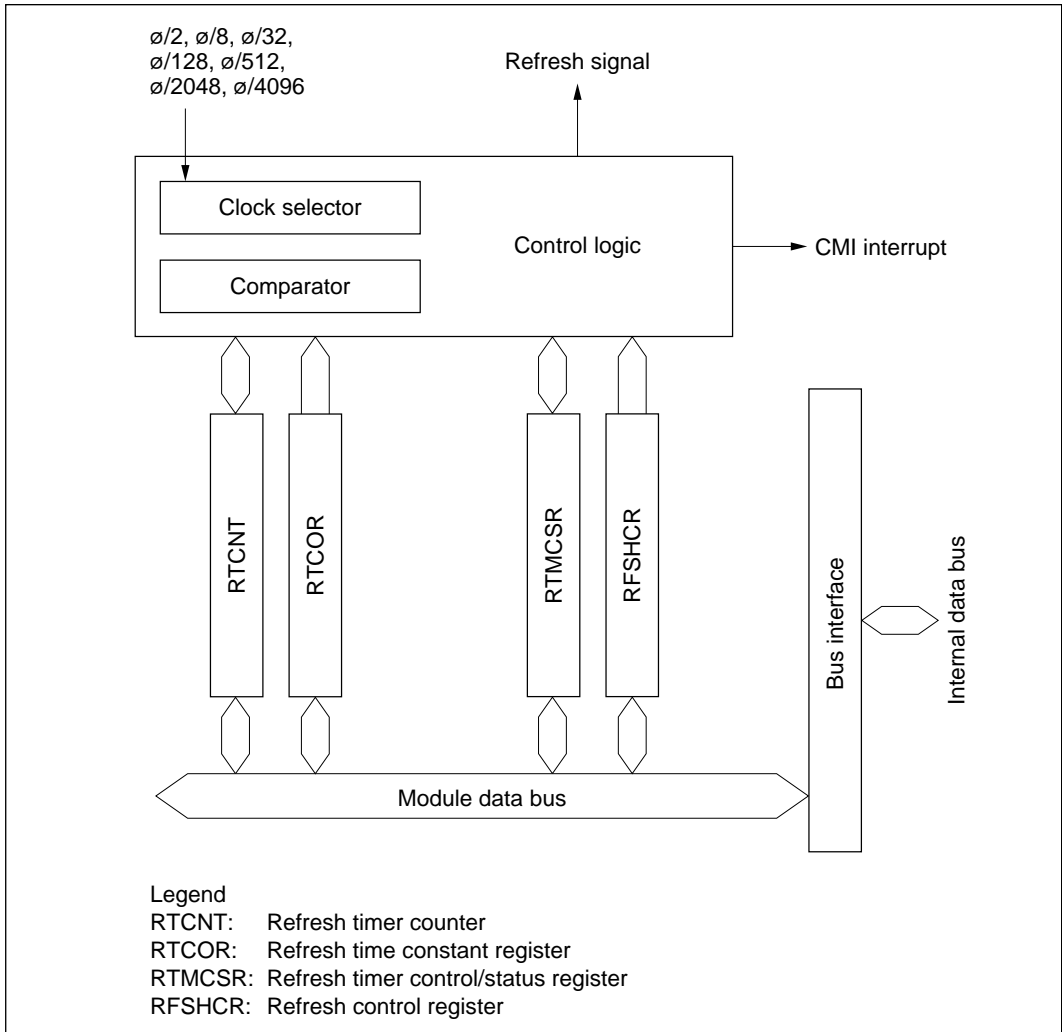 ø/2, ø/8, ø/32,
ø/128, ø/512,
ø/2048, ø/4096
Refresh signal
Clock selector
Control logic
CMI interrupt
Comparator
RTCNT
RTCOR
RTMCSR
RFSHCR
Bus interface
Internal data bus
Module data bus
Legend
RTCNT: Refresh timer counter
RTCOR: Refresh time constant register
RTMCSR: Refresh timer control/status register
RFSHCR: Refresh control register